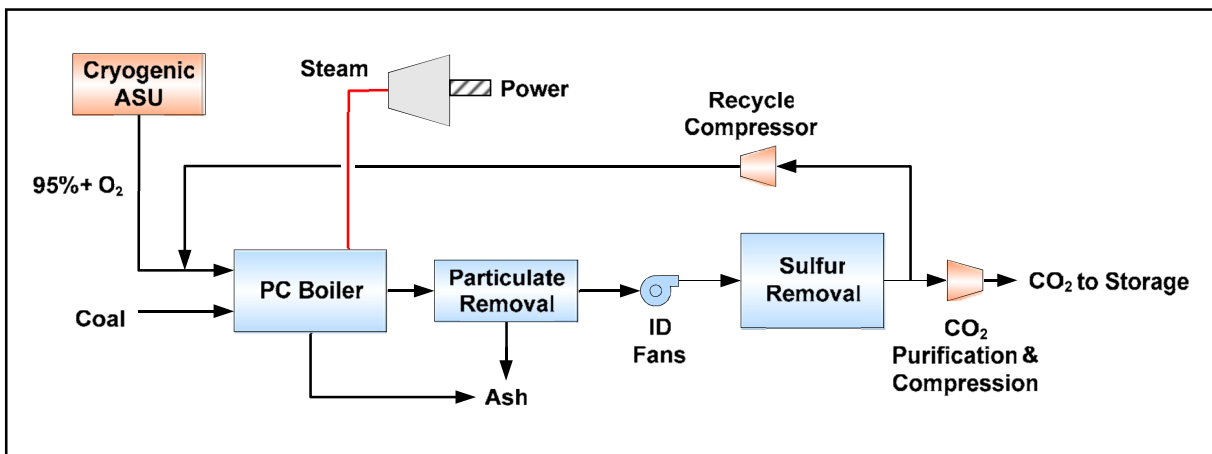 Cryogenic
ASU
Steam
Power
Recycle
Compressor
95%+ O₂
PC Boiler
Particulate
Removal
Sulfur
Removal
CO₂ to Storage
Coal
ID
Fans
CO₂
Purification &
Compression
Ash